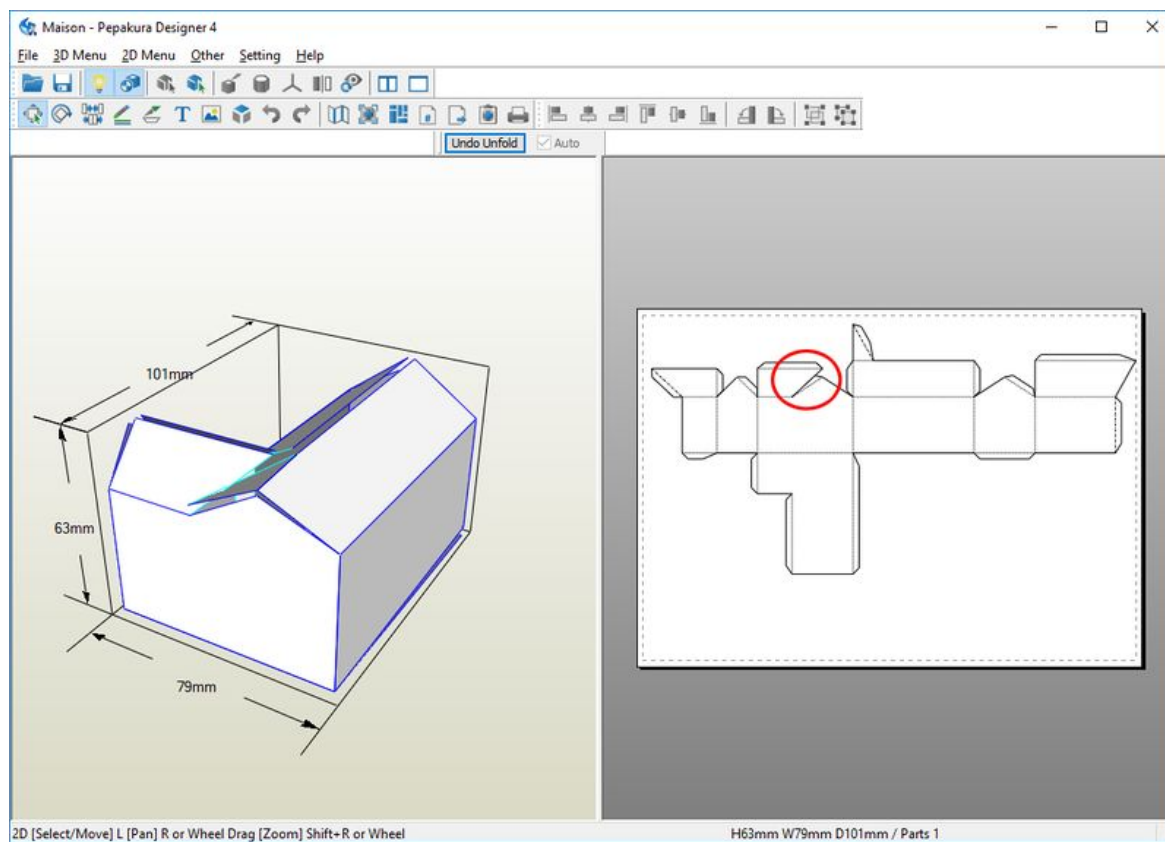 Maison - Pepakura Designer 4
File 3D Menu 2D Menu Other Setting Help
T
Undo Unfold Auto
101mm
63mm
79mm
2D [Select/Move] L [Pan] R or Wheel Drag [Zoom] Shift+R or Wheel H63mm W79mm D101mm / Parts 1